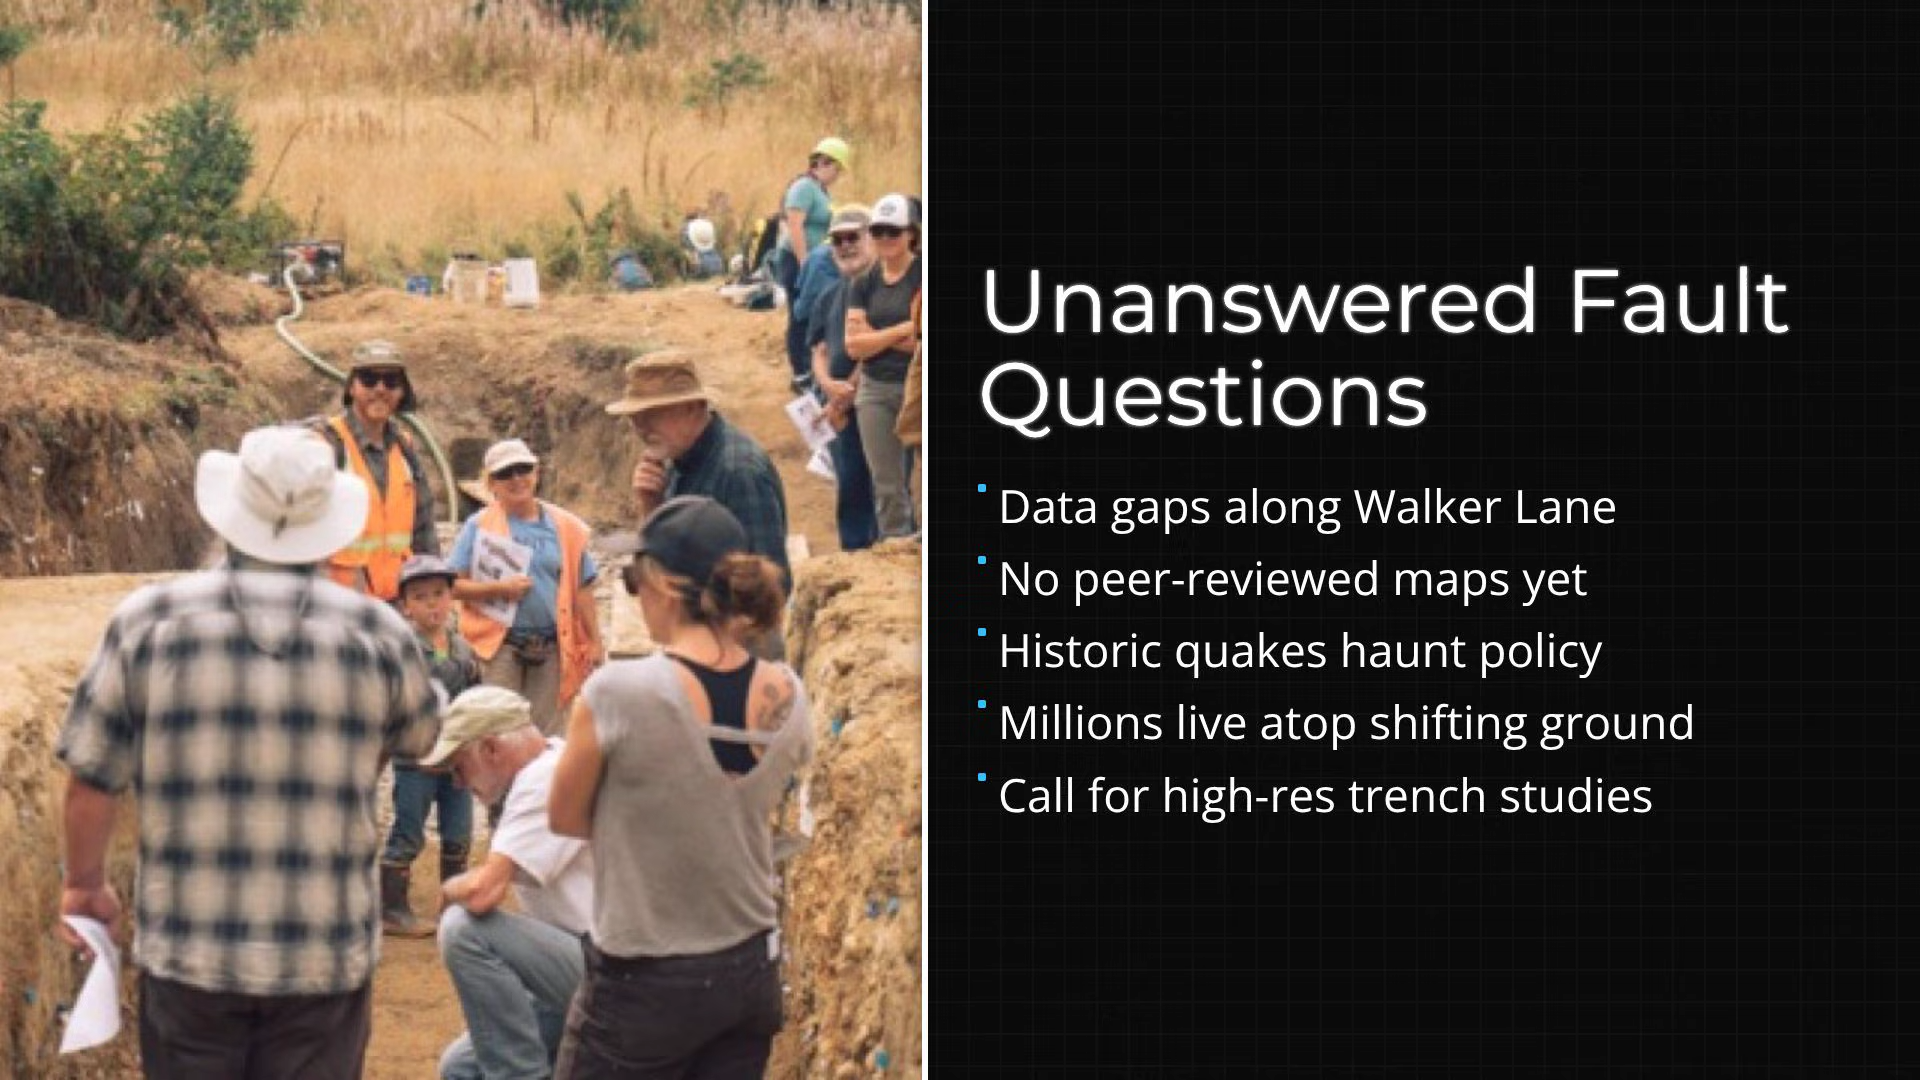 Unanswered Fault
Questions
Data gaps along Walker Lane
No peer-reviewed maps yet
Historic quakes haunt policy
Millions live atop shifting ground
Call for high-res trench studies